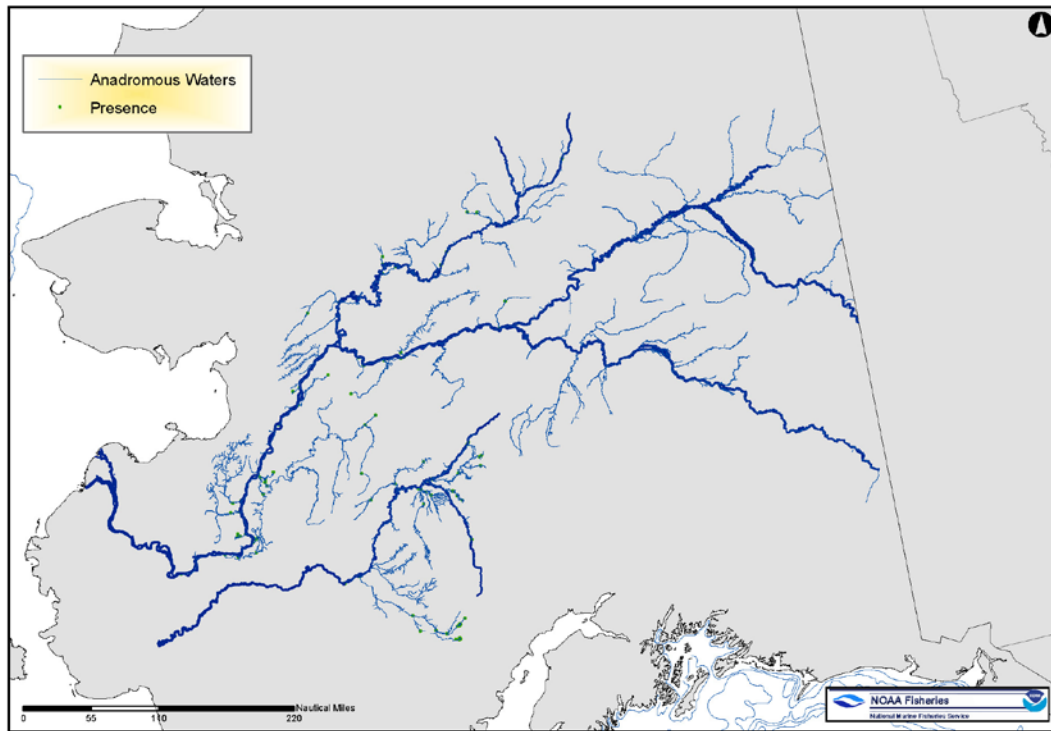 Anadromous Waters
Presence
Nautical Miles
0 55 110 220
NOAA Fisheries
National Marine Fisheries Service